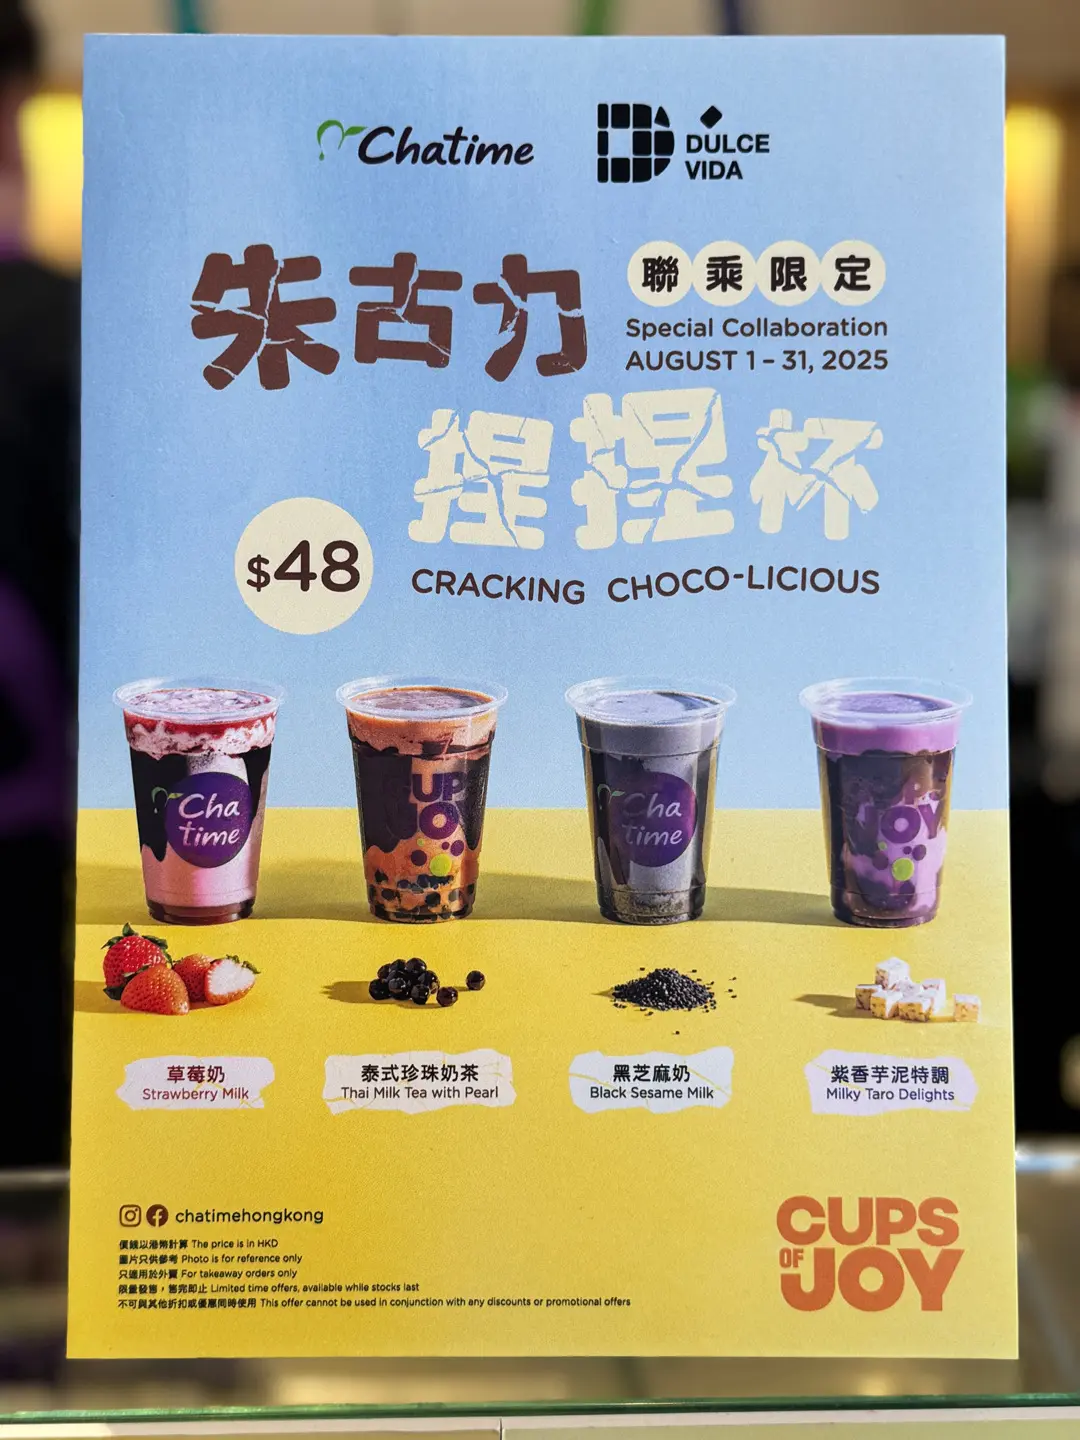 Chatime
DULCE
VIDA
朱古力
聯乘限定
Special Collaboration
AUGUST 1 – 31, 2025
捏捏杯
$48
CRACKING CHOCO-LICIOUS
Cha
time
CUP
JOY
Cha
time
CUPS
JOY
草莓奶
Strawberry Milk
泰式珍珠奶茶
Thai Milk Tea with Pearl
黑芝麻奶
Black Sesame Milk
紫香芋泥特調
Milky Taro Delights
chatimehongkong
價錢以港幣計算 The price is in HKD
圖片只供參考 Photo is for reference only
只適用於外賣 For takeaway orders only
限量發售，售完即止 Limited time offers, available while stocks last
不可與其他折扣或優惠同時使用 This offer cannot be used in conjunction with any discounts or promotional offers
CUPS
OF
JOY